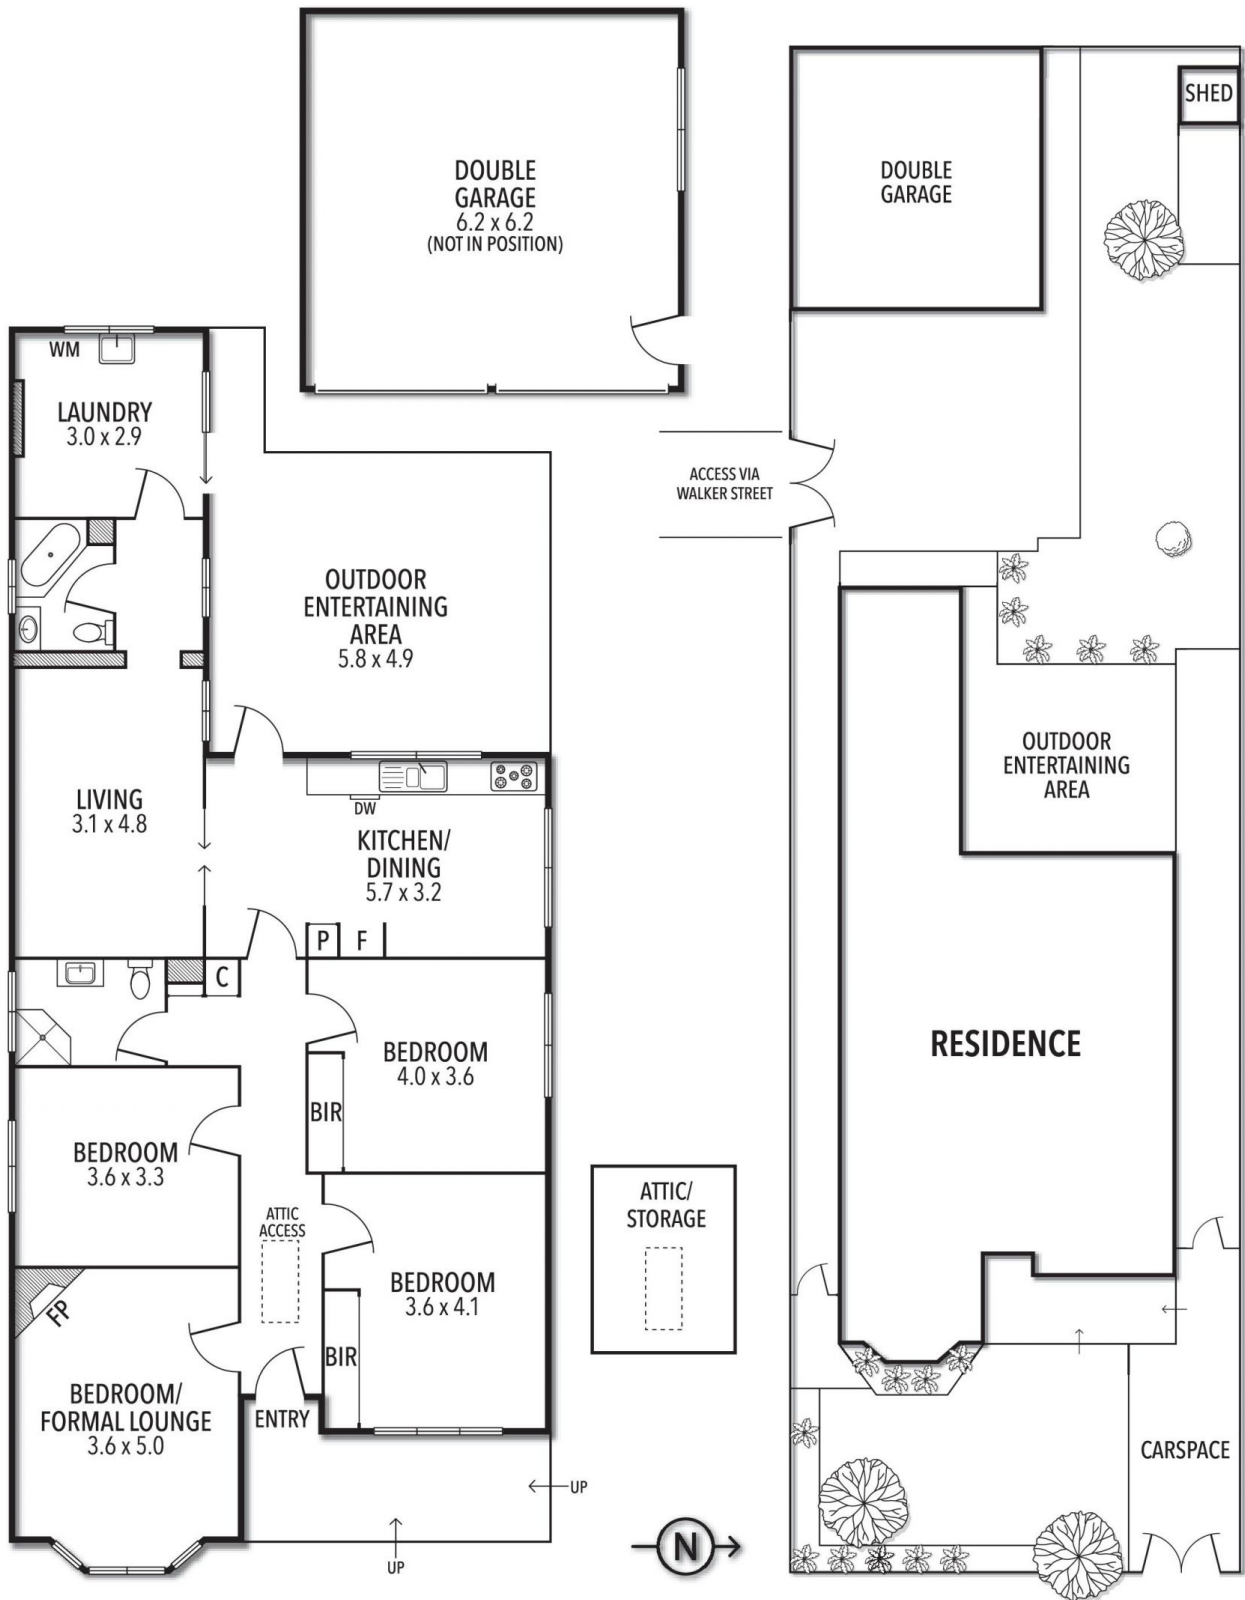 DOUBLE
GARAGE
6.2 x 6.2
(NOT IN POSITION)
WM
LAUNDRY
3.0 x 2.9
OUTDOOR
ENTERTAINING
AREA
5.8 x 4.9
LIVING
3.1 x 4.8
DW
KITCHEN/
DINING
5.7 x 3.2
P
F
C
BEDROOM
4.0 x 3.6
BIR
BEDROOM
3.6 x 3.3
ATTIC
ACCESS
BEDROOM
3.6 x 4.1
BIR
FP
BEDROOM/
FORMAL LOUNGE
3.6 x 5.0
ENTRY
UP
UP
ATTIC/
STORAGE
N
SHED
DOUBLE
GARAGE
ACCESS VIA
WALKER STREET
OUTDOOR
ENTERTAINING
AREA
RESIDENCE
CARSPACE